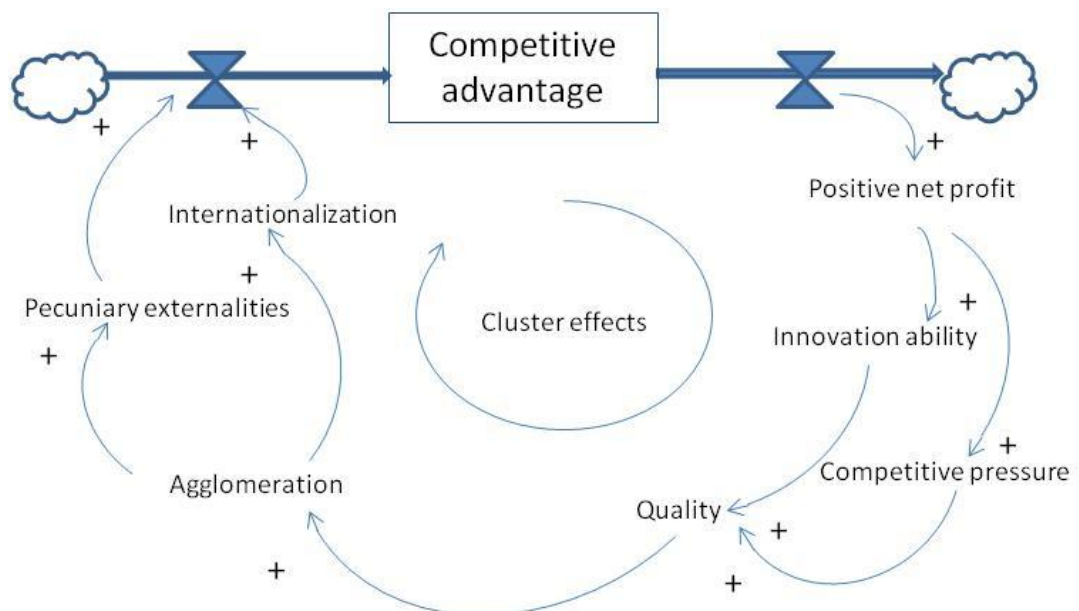 Competitive
advantage
+
+
+
Positive net profit
Internationalization
+
Pecuniary externalities
+
Cluster effects
Innovation ability
+
+
Competitive pressure
Agglomeration
Quality
+
+
+